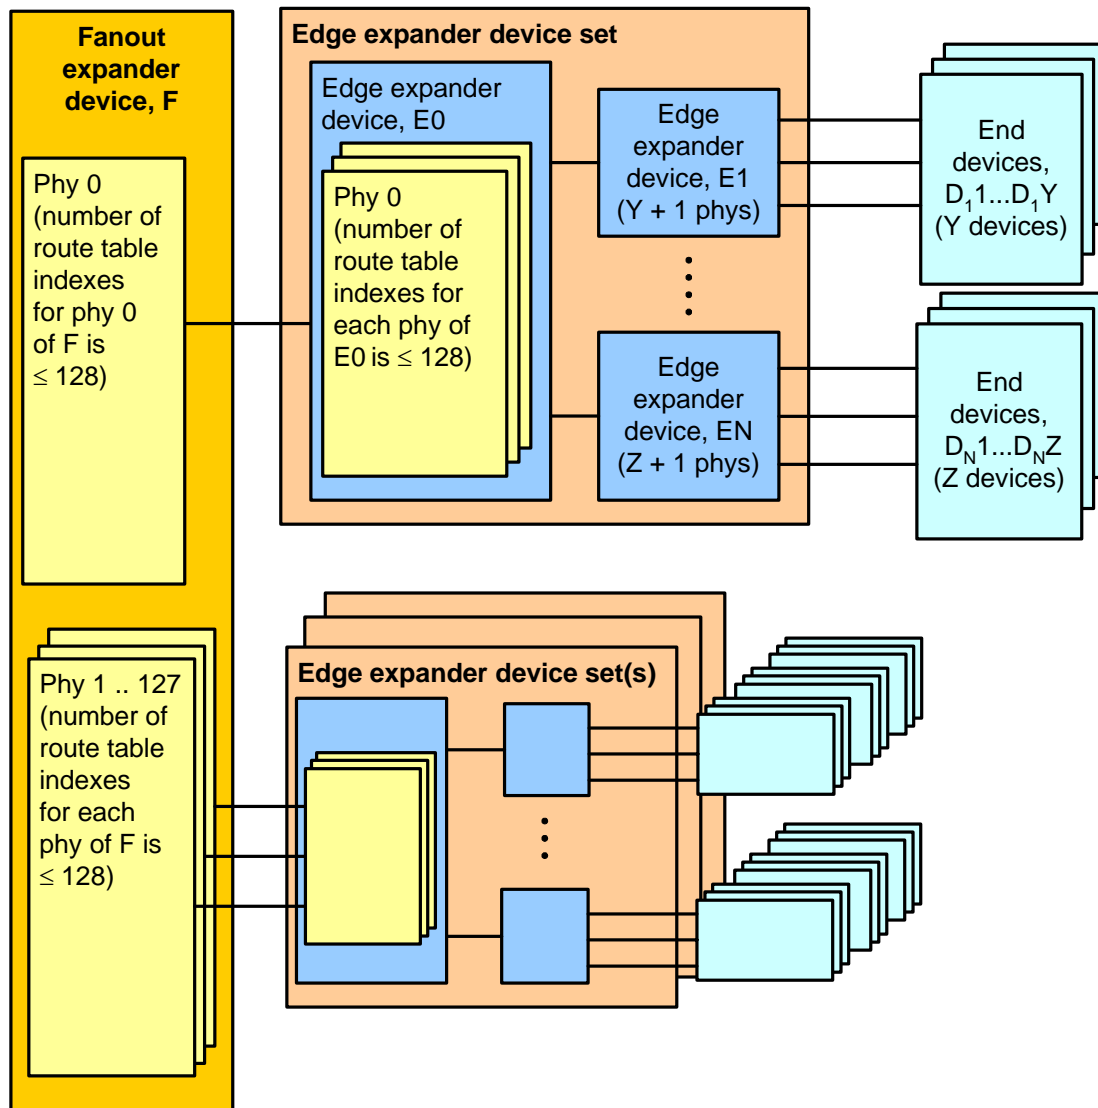 Fanout
expander
device, F
Phy 0
(number of
route table
indexes
for phy 0
of F is
≤ 128)
Phy 1 .. 127
(number of
route table
indexes
for each
phy of F is
≤ 128)
Edge expander device set
Edge expander
device, E0
Phy 0
(number of
route table
indexes for
each phy of
E0 is ≤ 128)
Edge
expander
device, E1
(Y + 1 phys)
Edge
expander
device, EN
(Z + 1 phys)
End
devices,
D₁1...D₁Y
(Y devices)
End
devices,
D_N1...D_NZ
(Z devices)
Edge expander device set(s)